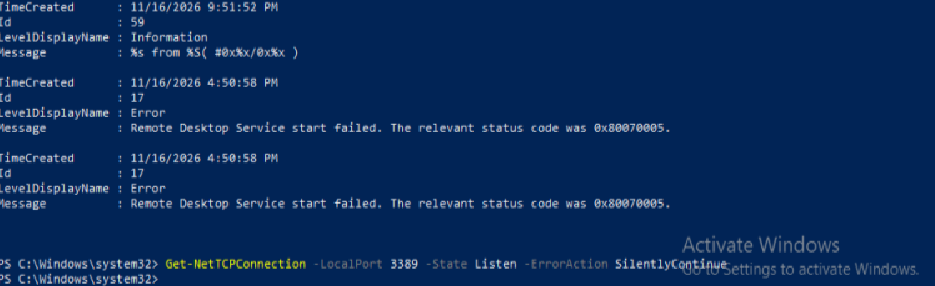 TimeCreated : 11/16/2026 9:51:52 PM
Id : 59
LevelDisplayName : Information
Message : %s from %S( #0x%x/0x%x )
TimeCreated : 11/16/2026 4:50:58 PM
Id : 17
LevelDisplayName : Error
Message : Remote Desktop Service start failed. The relevant status code was 0x80070005.
TimeCreated : 11/16/2026 4:50:58 PM
Id : 17
LevelDisplayName : Error
Message : Remote Desktop Service start failed. The relevant status code was 0x80070005.
Activate Windows
PS C:\Windows\system32> Get-NetTCPConnection -LocalPort 3389 -State Listen -ErrorAction SilentlyContinue
Go to Settings to activate Windows.
PS C:\Windows\system32>